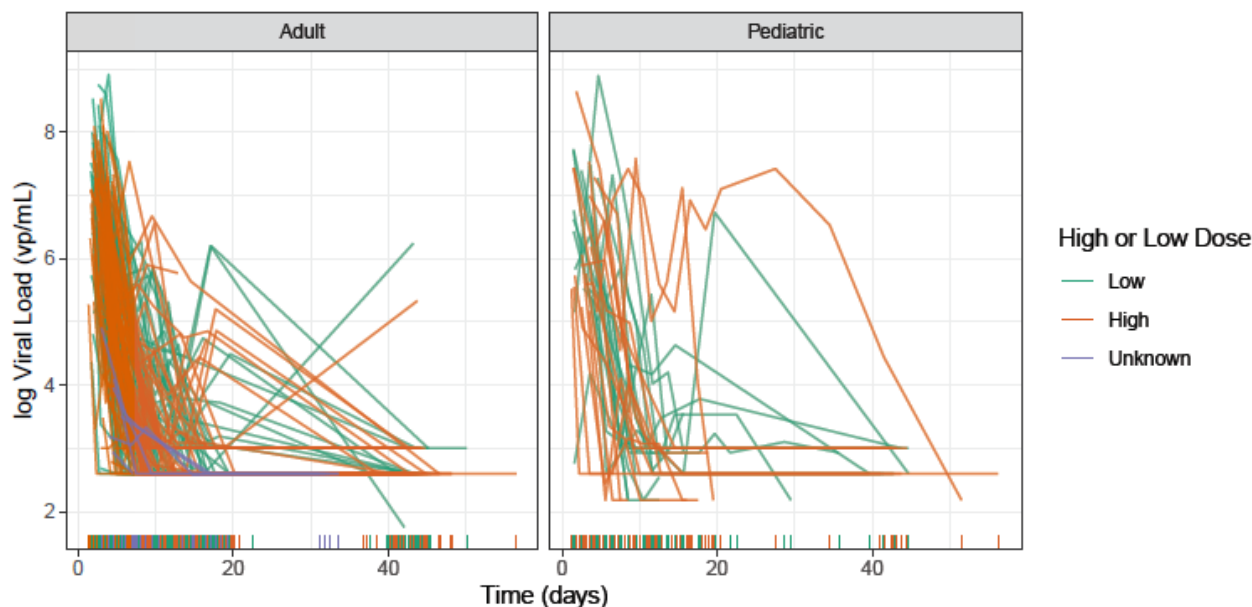 Adult
Pediatric
8
6
4
2
log Viral Load (vp/mL)
0
20
40
0
20
40
Time (days)
High or Low Dose
Low
High
Unknown